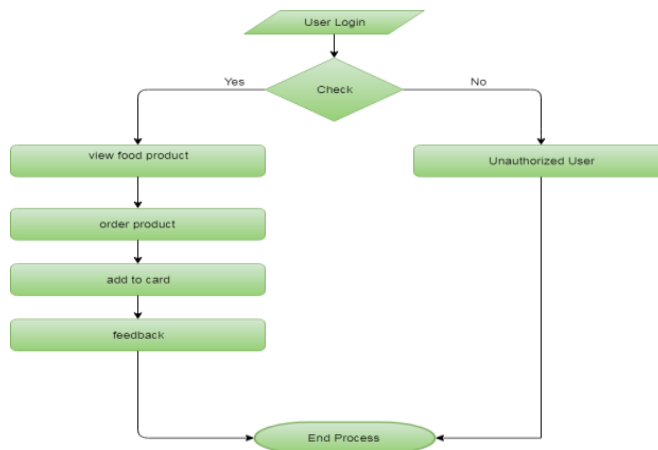 User Login
Check
Yes
No
view food product
Unauthorized User
order product
add to card
feedback
End Process